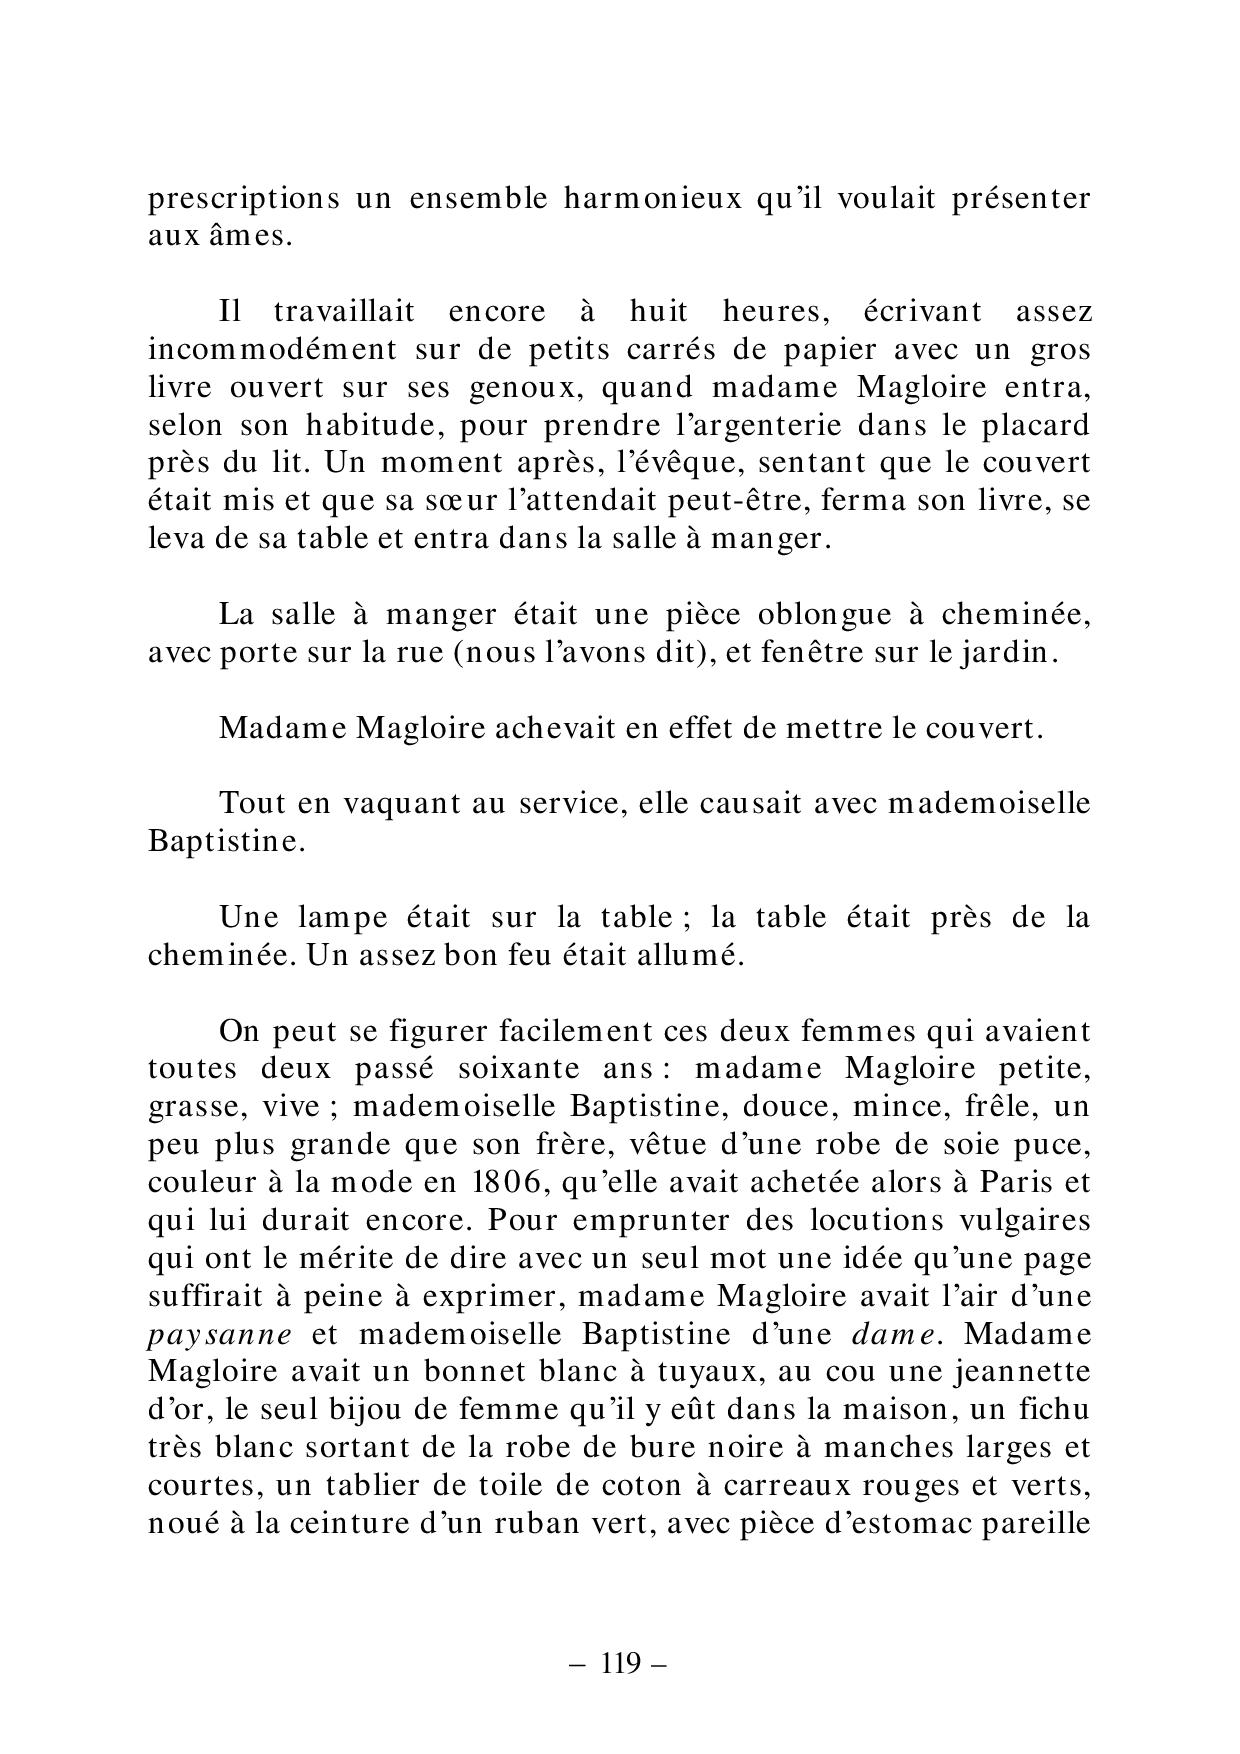 prescriptions un ensemble harmonieux qu’il voulait présenter
aux âmes.
Il travaillait encore à huit heures, écrivant assez
incommodément sur de petits carrés de papier avec un gros
livre ouvert sur ses genoux, quand madame Magloire entra,
selon son habitude, pour prendre l’argenterie dans le placard
près du lit. Un moment après, l’évêque, sentant que le couvert
était mis et que sa sœur l’attendait peut-être, ferma son livre, se
leva de sa table et entra dans la salle à manger.
La salle à manger était une pièce oblongue à cheminée,
avec porte sur la rue (nous l’avons dit), et fenêtre sur le jardin.
Madame Magloire achevait en effet de mettre le couvert.
Tout en vaquant au service, elle causait avec mademoiselle
Baptistine.
Une lampe était sur la table ; la table était près de la
cheminée. Un assez bon feu était allumé.
On peut se figurer facilement ces deux femmes qui avaient
toutes deux passé soixante ans : madame Magloire petite,
grasse, vive ; mademoiselle Baptistine, douce, mince, frêle, un
peu plus grande que son frère, vêtue d’une robe de soie puce,
couleur à la mode en 1806, qu’elle avait achetée alors à Paris et
qui lui durait encore. Pour emprunter des locutions vulgaires
qui ont le mérite de dire avec un seul mot une idée qu’une page
suffirait à peine à exprimer, madame Magloire avait l’air d’une
paysanne et mademoiselle Baptistine d’une dame. Madame
Magloire avait un bonnet blanc à tuyaux, au cou une jeannette
d’or, le seul bijou de femme qu’il y eût dans la maison, un fichu
très blanc sortant de la robe de bure noire à manches larges et
courtes, un tablier de toile de coton à carreaux rouges et verts,
noué à la ceinture d’un ruban vert, avec pièce d’estomac pareille
– 119 –